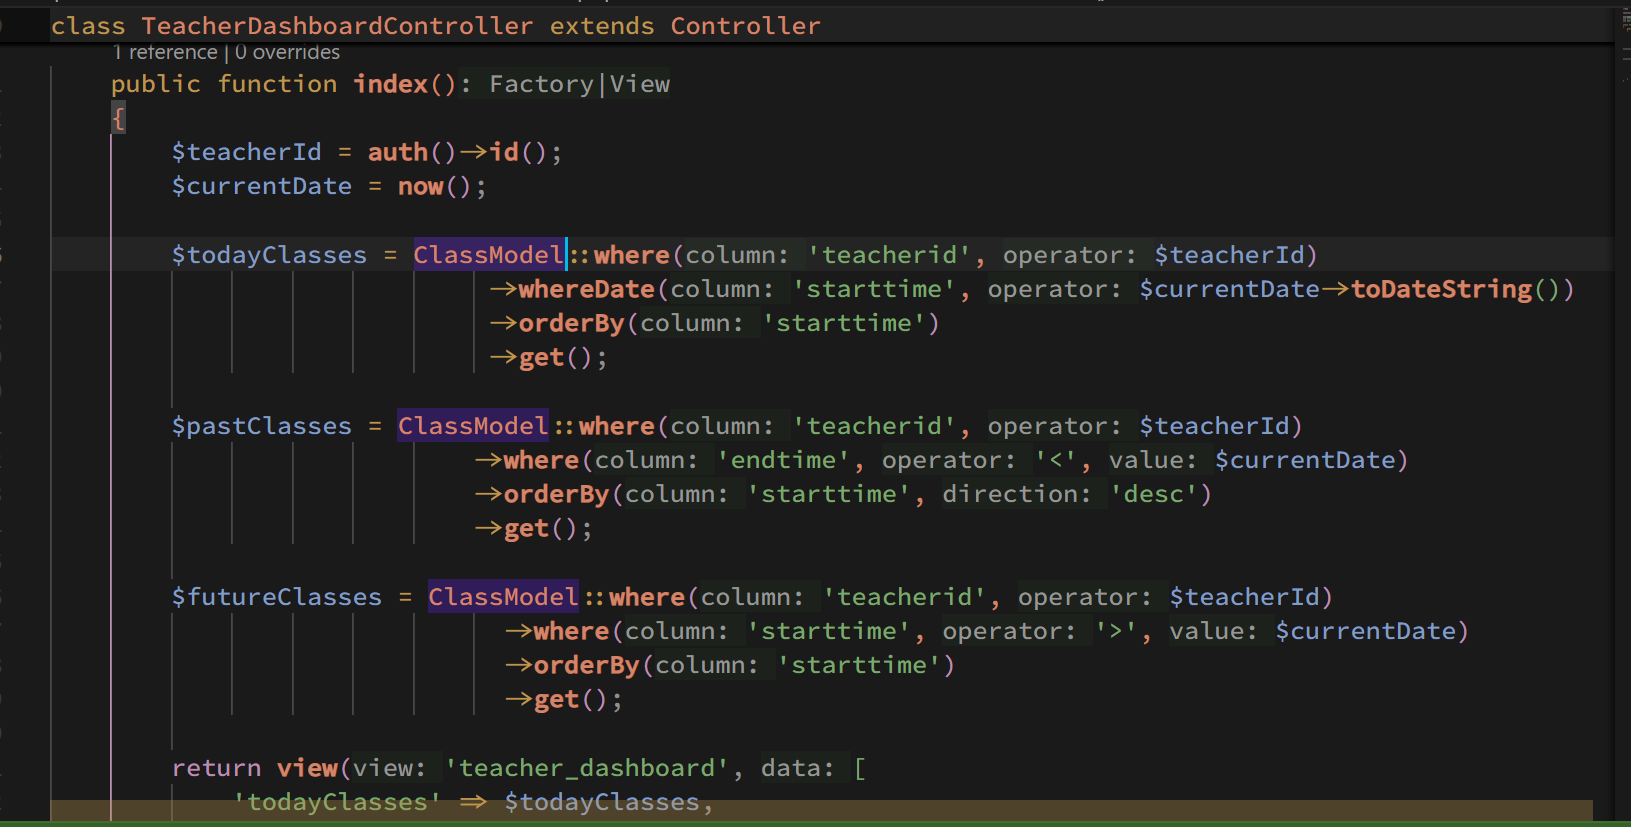 class TeacherDashboardController extends Controller
1 reference | 0 overrides
public function index(): Factory|View
{
$teacherId = auth()->id();
$currentDate = now();
$todayClasses = ClassModel::where(column: 'teacherid', operator: $teacherId)
->whereDate(column: 'starttime', operator: $currentDate->toDateString())
->orderBy(column: 'starttime')
->get();
$pastClasses = ClassModel::where(column: 'teacherid', operator: $teacherId)
->where(column: 'endtime', operator: '<', value: $currentDate)
->orderBy(column: 'starttime', direction: 'desc')
->get();
$futureClasses = ClassModel::where(column: 'teacherid', operator: $teacherId)
->where(column: 'starttime', operator: '>', value: $currentDate)
->orderBy(column: 'starttime')
->get();
return view(view: 'teacher_dashboard', data: [
'todayClasses' => $todayClasses,